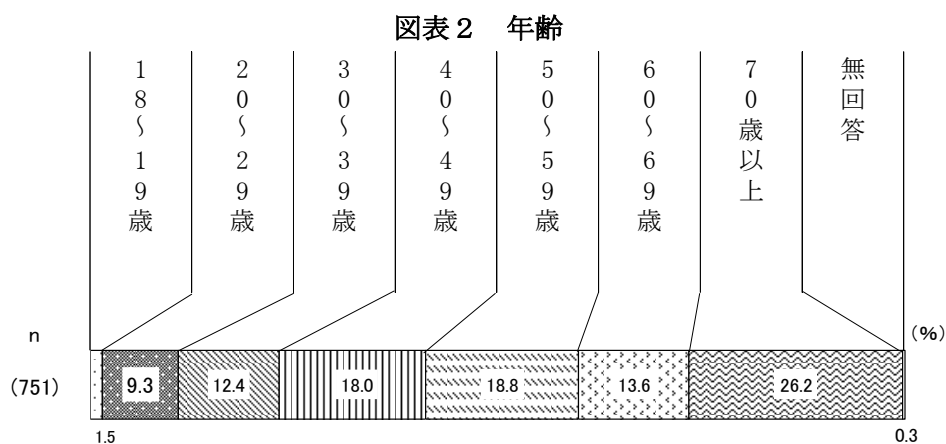 図表２　年齢
18～19歳
20～29歳
30～39歳
40～49歳
50～59歳
60～69歳
70歳以上
無回答
n
(%)
(751)
9.3
12.4
18.0
18.8
13.6
26.2
1.5
0.3